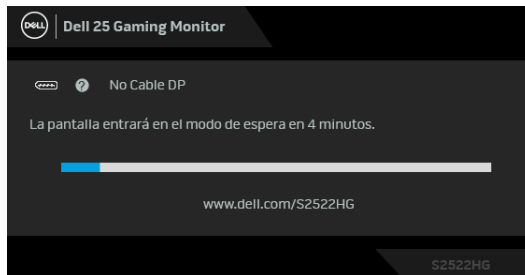 DELL
Dell 25 Gaming Monitor
No Cable DP
La pantalla entrará en el modo de espera en 4 minutos.
www.dell.com/S2522HG
S2522HG